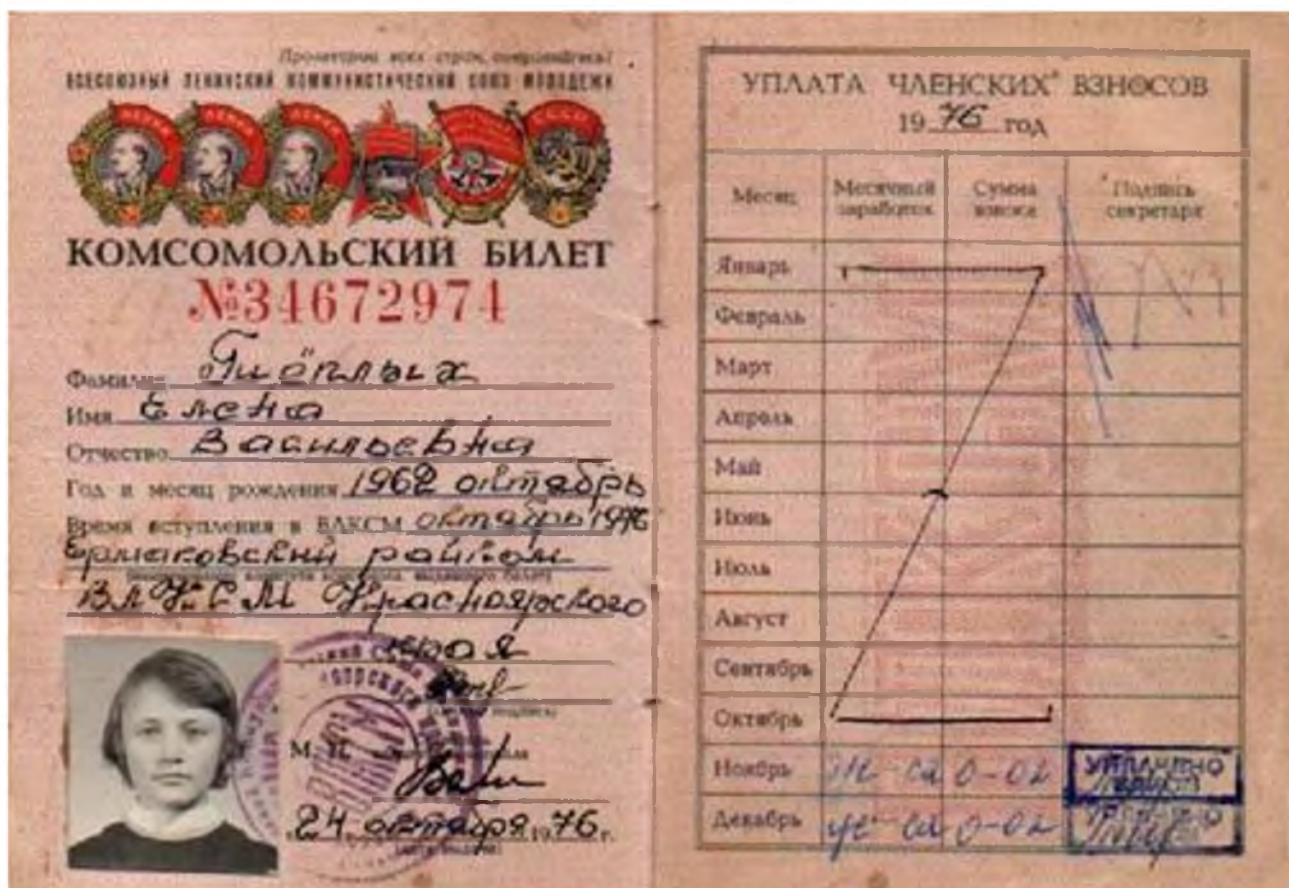 Пролетарии всех стран, соединяйтесь!
ВСЕСОЮЗНЫЙ ЛЕНИНСКИЙ КОММУНИСТИЧЕСКИЙ СОЮЗ МОЛОДЕЖИ
КОМСОМОЛЬСКИЙ БИЛЕТ
№34672974
Фамилия
Имя Елена
Отчество Васильевна
Год и месяц рождения 1962 октябрь
Время вступления в ВЛКСМ октябрь 1976
Ермаковский райком
ВЛКСМ Красноярского
края
М. П.
24 октября 1976 г.
УПЛАТА ЧЛЕНСКИХ ВЗНОСОВ
1976 год
Месяц Месячный заработок Сумма взноса Подпись секретаря
Январь
Февраль
Март
Апрель
Май
Июнь
Июль
Август
Сентябрь
Октябрь
Ноябрь 0-02
Декабрь 0-02